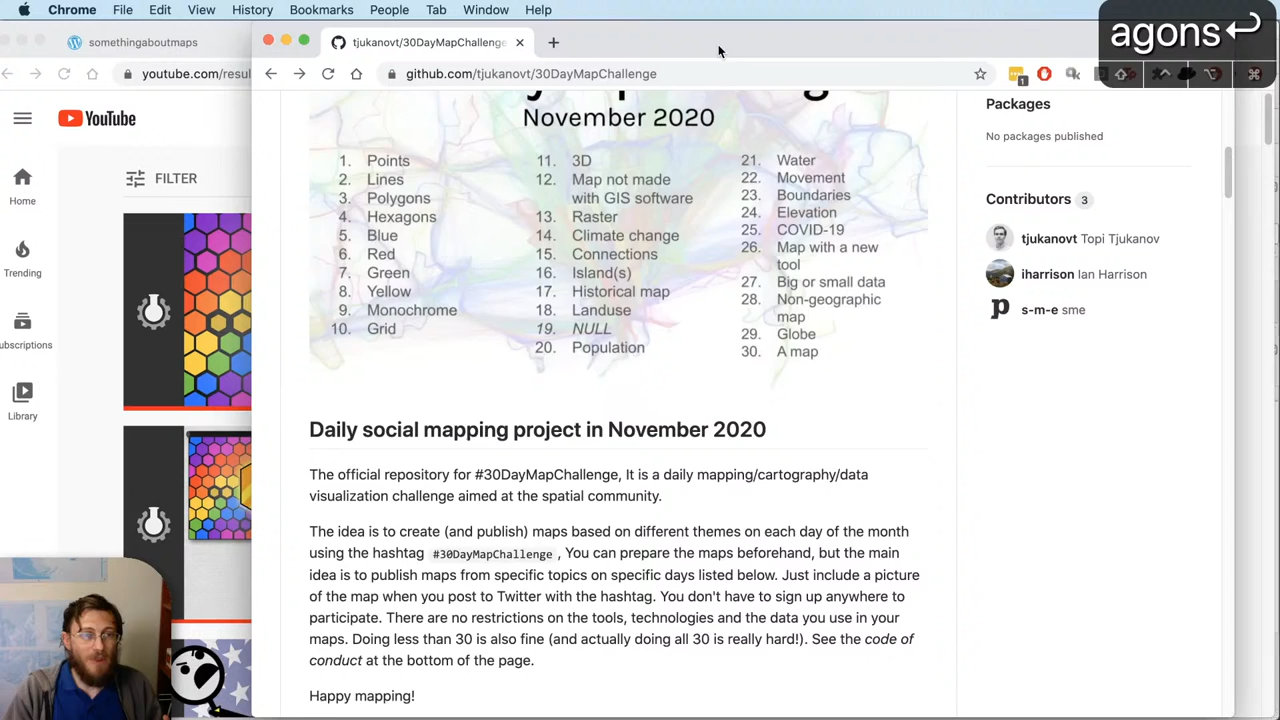 Chrome File Edit View History Bookmarks People Tab Window Help
agons↩
somethingaboutmaps
tjukanovt/30DayMapChallenge
youtube.com/resul
github.com/tjukanovt/30DayMapChallenge
1
YouTube
FILTER
Home
Trending
ubscriptions
Library
November 2020
1. Points
2. Lines
3. Polygons
4. Hexagons
5. Blue
6. Red
7. Green
8. Yellow
9. Monochrome
10. Grid
11. 3D
12. Map not made
with GIS software
13. Raster
14. Climate change
15. Connections
16. Island(s)
17. Historical map
18. Landuse
19. NULL
20. Population
21. Water
22. Movement
23. Boundaries
24. Elevation
25. COVID-19
26. Map with a new
tool
27. Big or small data
28. Non-geographic
map
29. Globe
30. A map
Packages
No packages published
Contributors 3
tjukanovt Topi Tjukanov
iharrison Ian Harrison
s-m-e sme
Daily social mapping project in November 2020
The official repository for #30DayMapChallenge, It is a daily mapping/cartography/data
visualization challenge aimed at the spatial community.
The idea is to create (and publish) maps based on different themes on each day of the month
using the hashtag #30DayMapChallenge , You can prepare the maps beforehand, but the main
idea is to publish maps from specific topics on specific days listed below. Just include a picture
of the map when you post to Twitter with the hashtag. You don't have to sign up anywhere to
participate. There are no restrictions on the tools, technologies and the data you use in your
maps. Doing less than 30 is also fine (and actually doing all 30 is really hard!). See the code of
conduct at the bottom of the page.
Happy mapping!